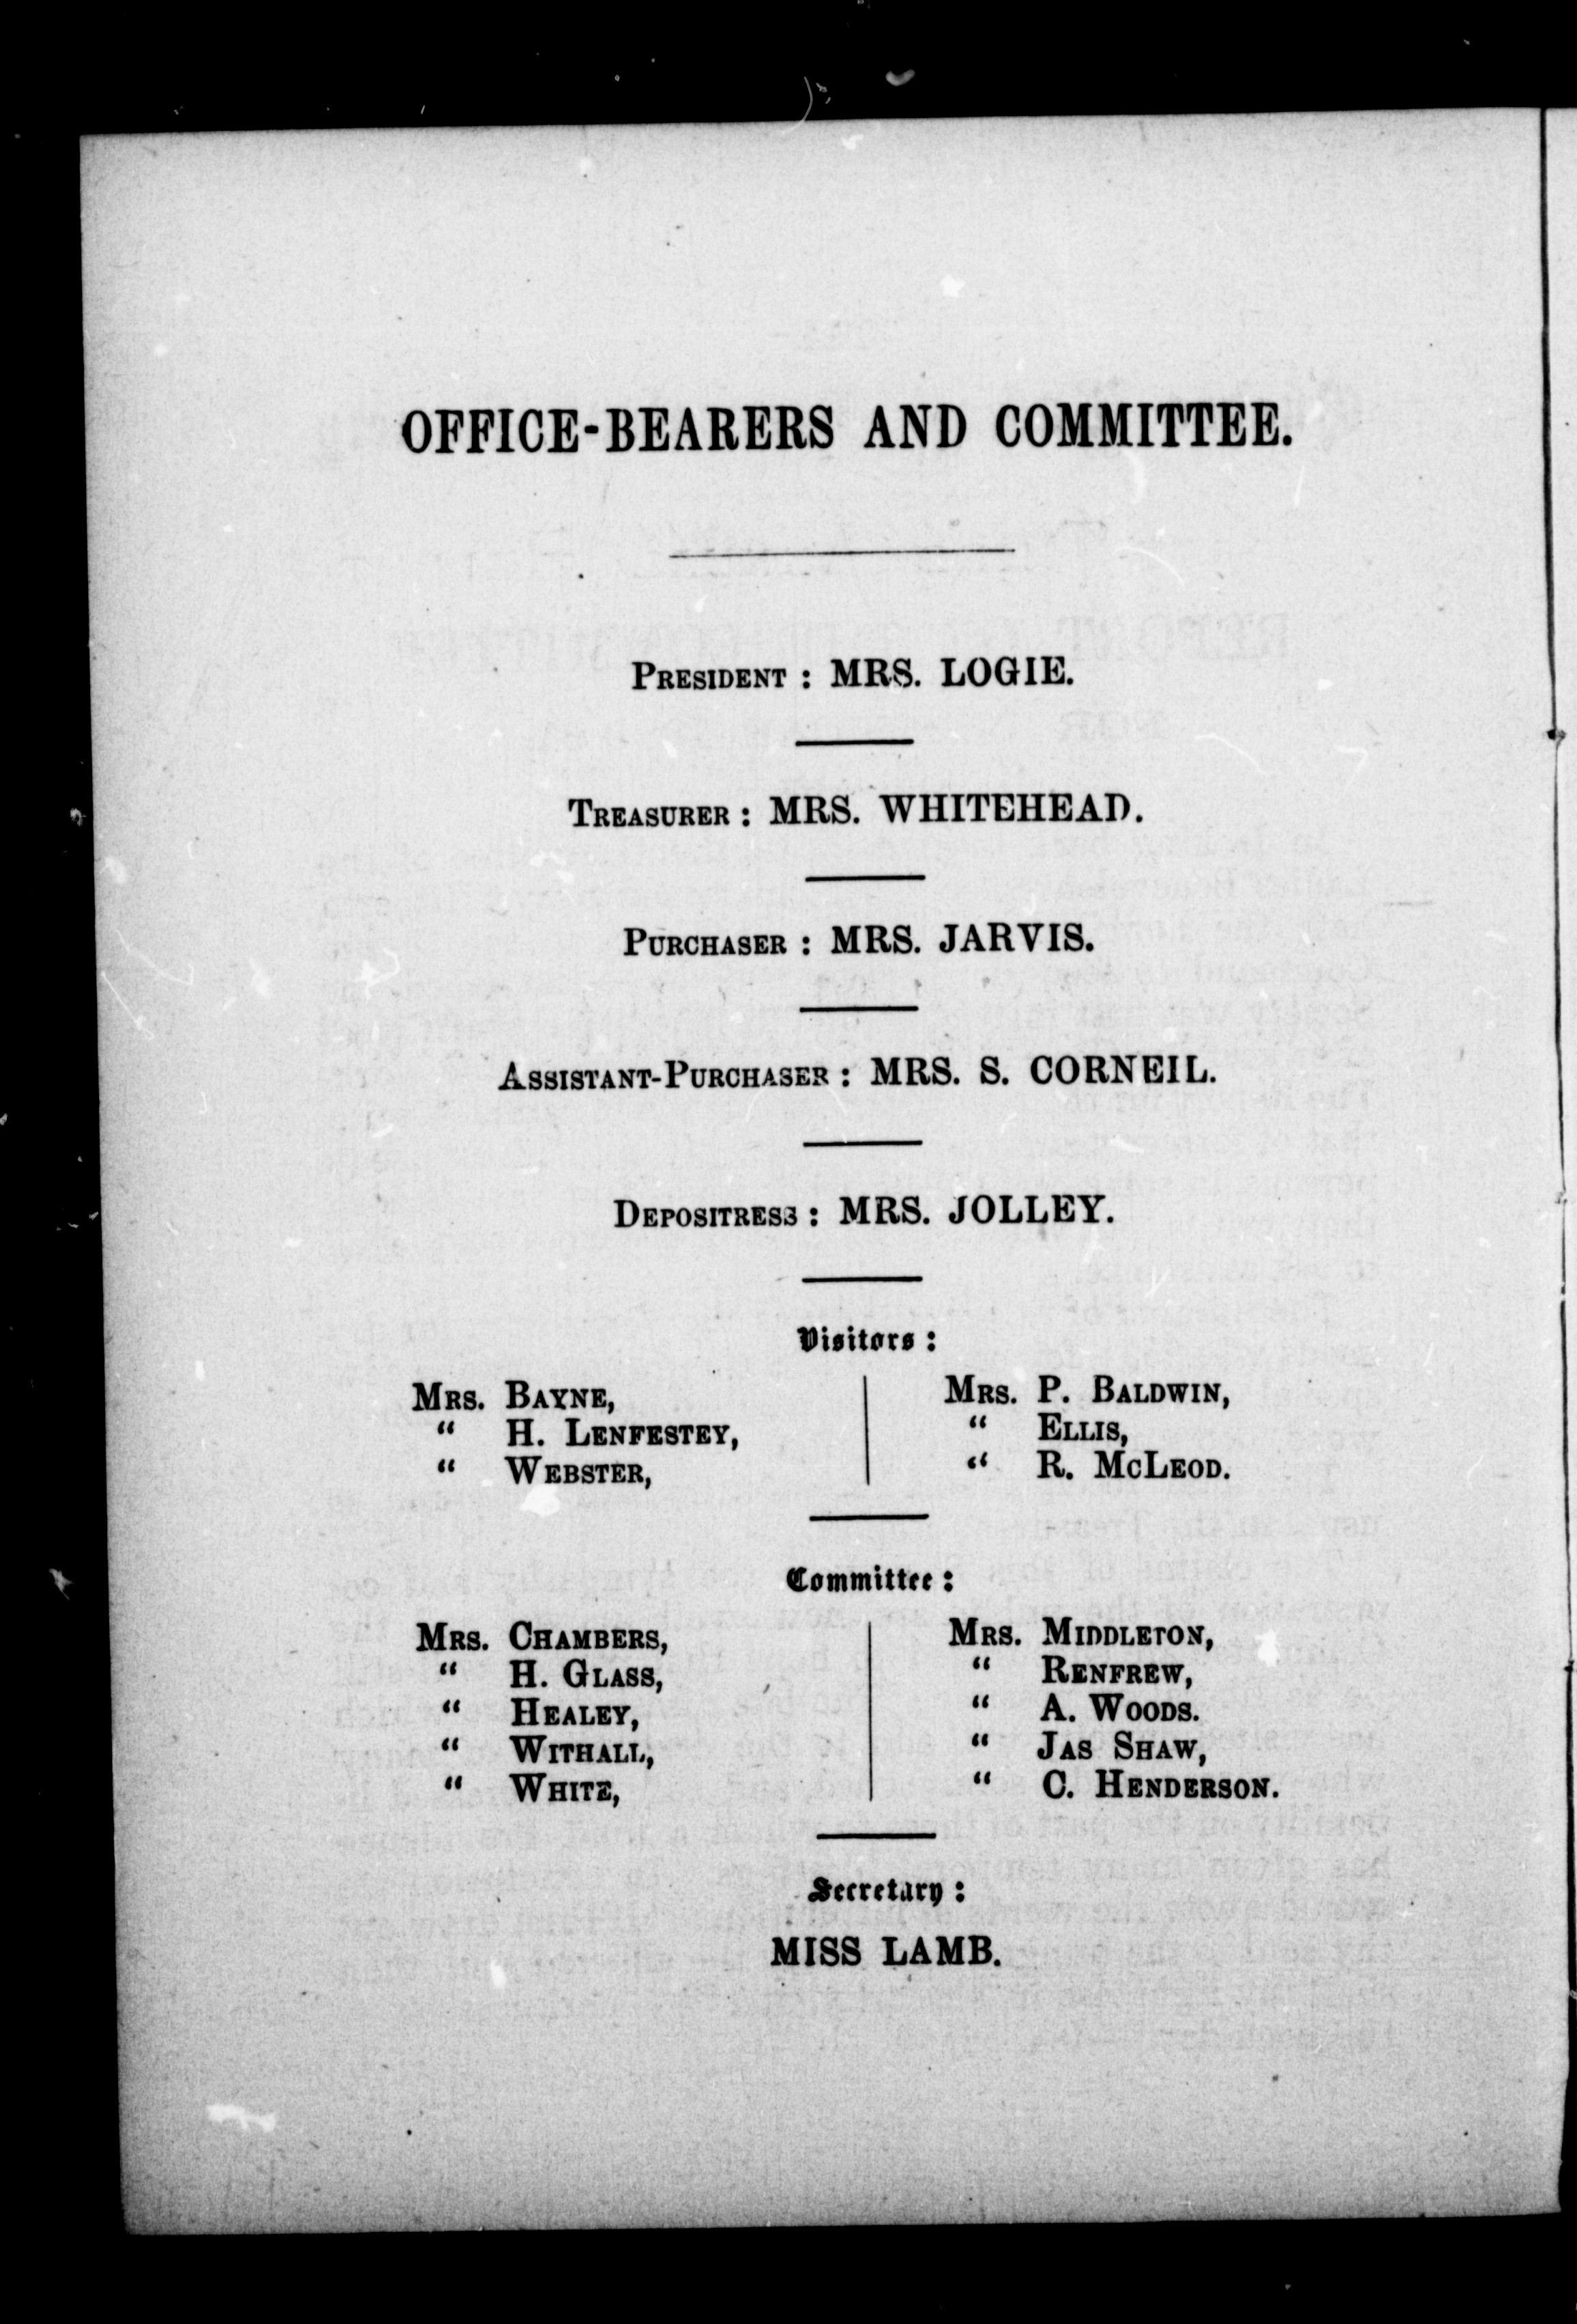 OFFICE-BEARERS AND COMMITTEE.
PRESIDENT : MRS. LOGIE.
TREASURER : MRS. WHITEHEAD.
PURCHASER : MRS. JARVIS.
ASSISTANT-PURCHASER : MRS. S. CORNEIL.
DEPOSITRESS : MRS. JOLLEY.
Visitors :
MRS. BAYNE,
“ H. LENFESTEY,
“ WEBSTER,
MRS. P. BALDWIN,
“ ELLIS,
“ R. MCLEOD.
Committee :
MRS. CHAMBERS,
“ H. GLASS,
“ HEALEY,
“ WITHALL,
“ WHITE,
MRS. MIDDLETON,
“ RENFREW,
“ A. WOODS.
“ JAS SHAW,
“ C. HENDERSON.
Secretary :
MISS LAMB.